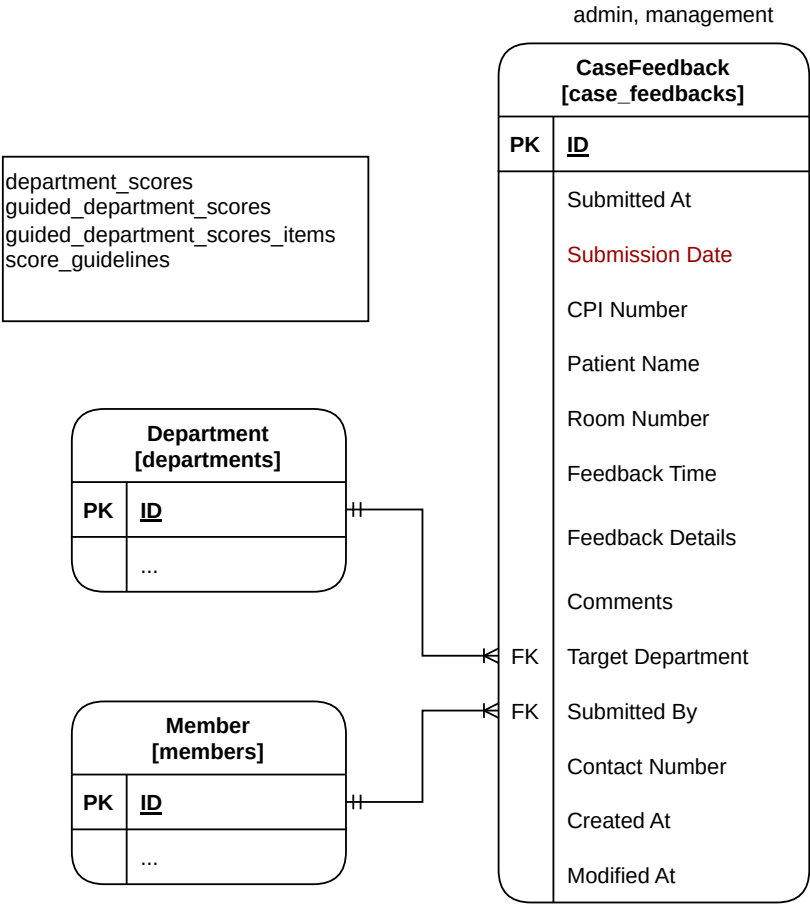 admin, management
CaseFeedback
[case_feedbacks]
PK ID
Submitted At
Submission Date
CPI Number
Patient Name
Room Number
Feedback Time
Feedback Details
Comments
FK Target Department
FK Submitted By
Contact Number
Created At
Modified At
department_scores
guided_department_scores
guided_department_scores_items
score_guidelines
Department
[departments]
PK ID
...
Member
[members]
PK ID
...